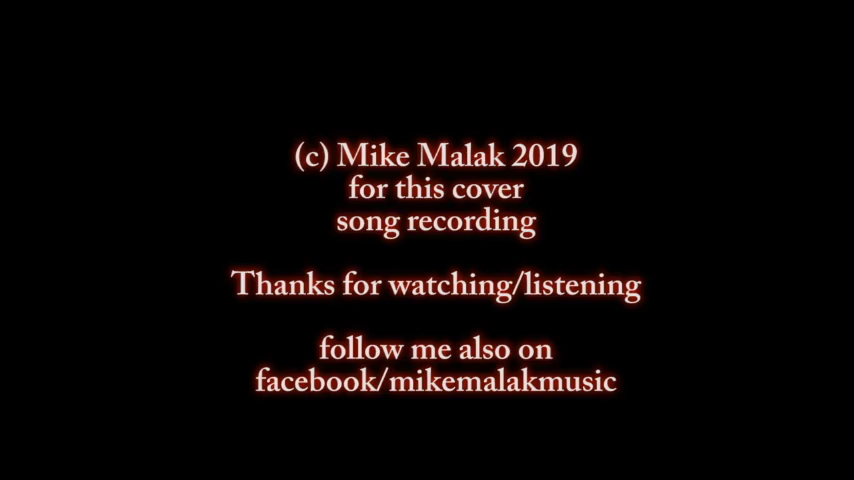 (c) Mike Malak 2019
for this cover
song recording
Thanks for watching/listening
follow me also on
facebook/mikemalakmusic